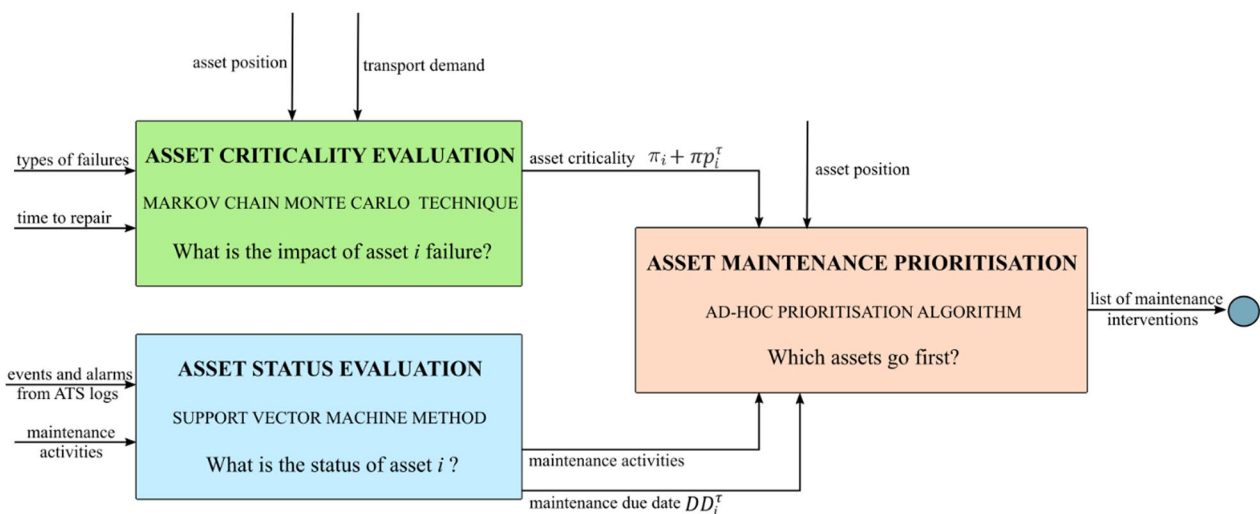 asset position
transport demand
types of failures
time to repair
ASSET CRITICALITY EVALUATION
MARKOV CHAIN MONTE CARLO TECHNIQUE
What is the impact of asset i failure?
asset criticality π_i + πp_i^τ
asset position
ASSET MAINTENANCE PRIORITISATION
AD-HOC PRIORITISATION ALGORITHM
Which assets go first?
list of maintenance
interventions
events and alarms
from ATS logs
maintenance
activities
ASSET STATUS EVALUATION
SUPPORT VECTOR MACHINE METHOD
What is the status of asset i ?
maintenance activities
maintenance due date DD_i^τ